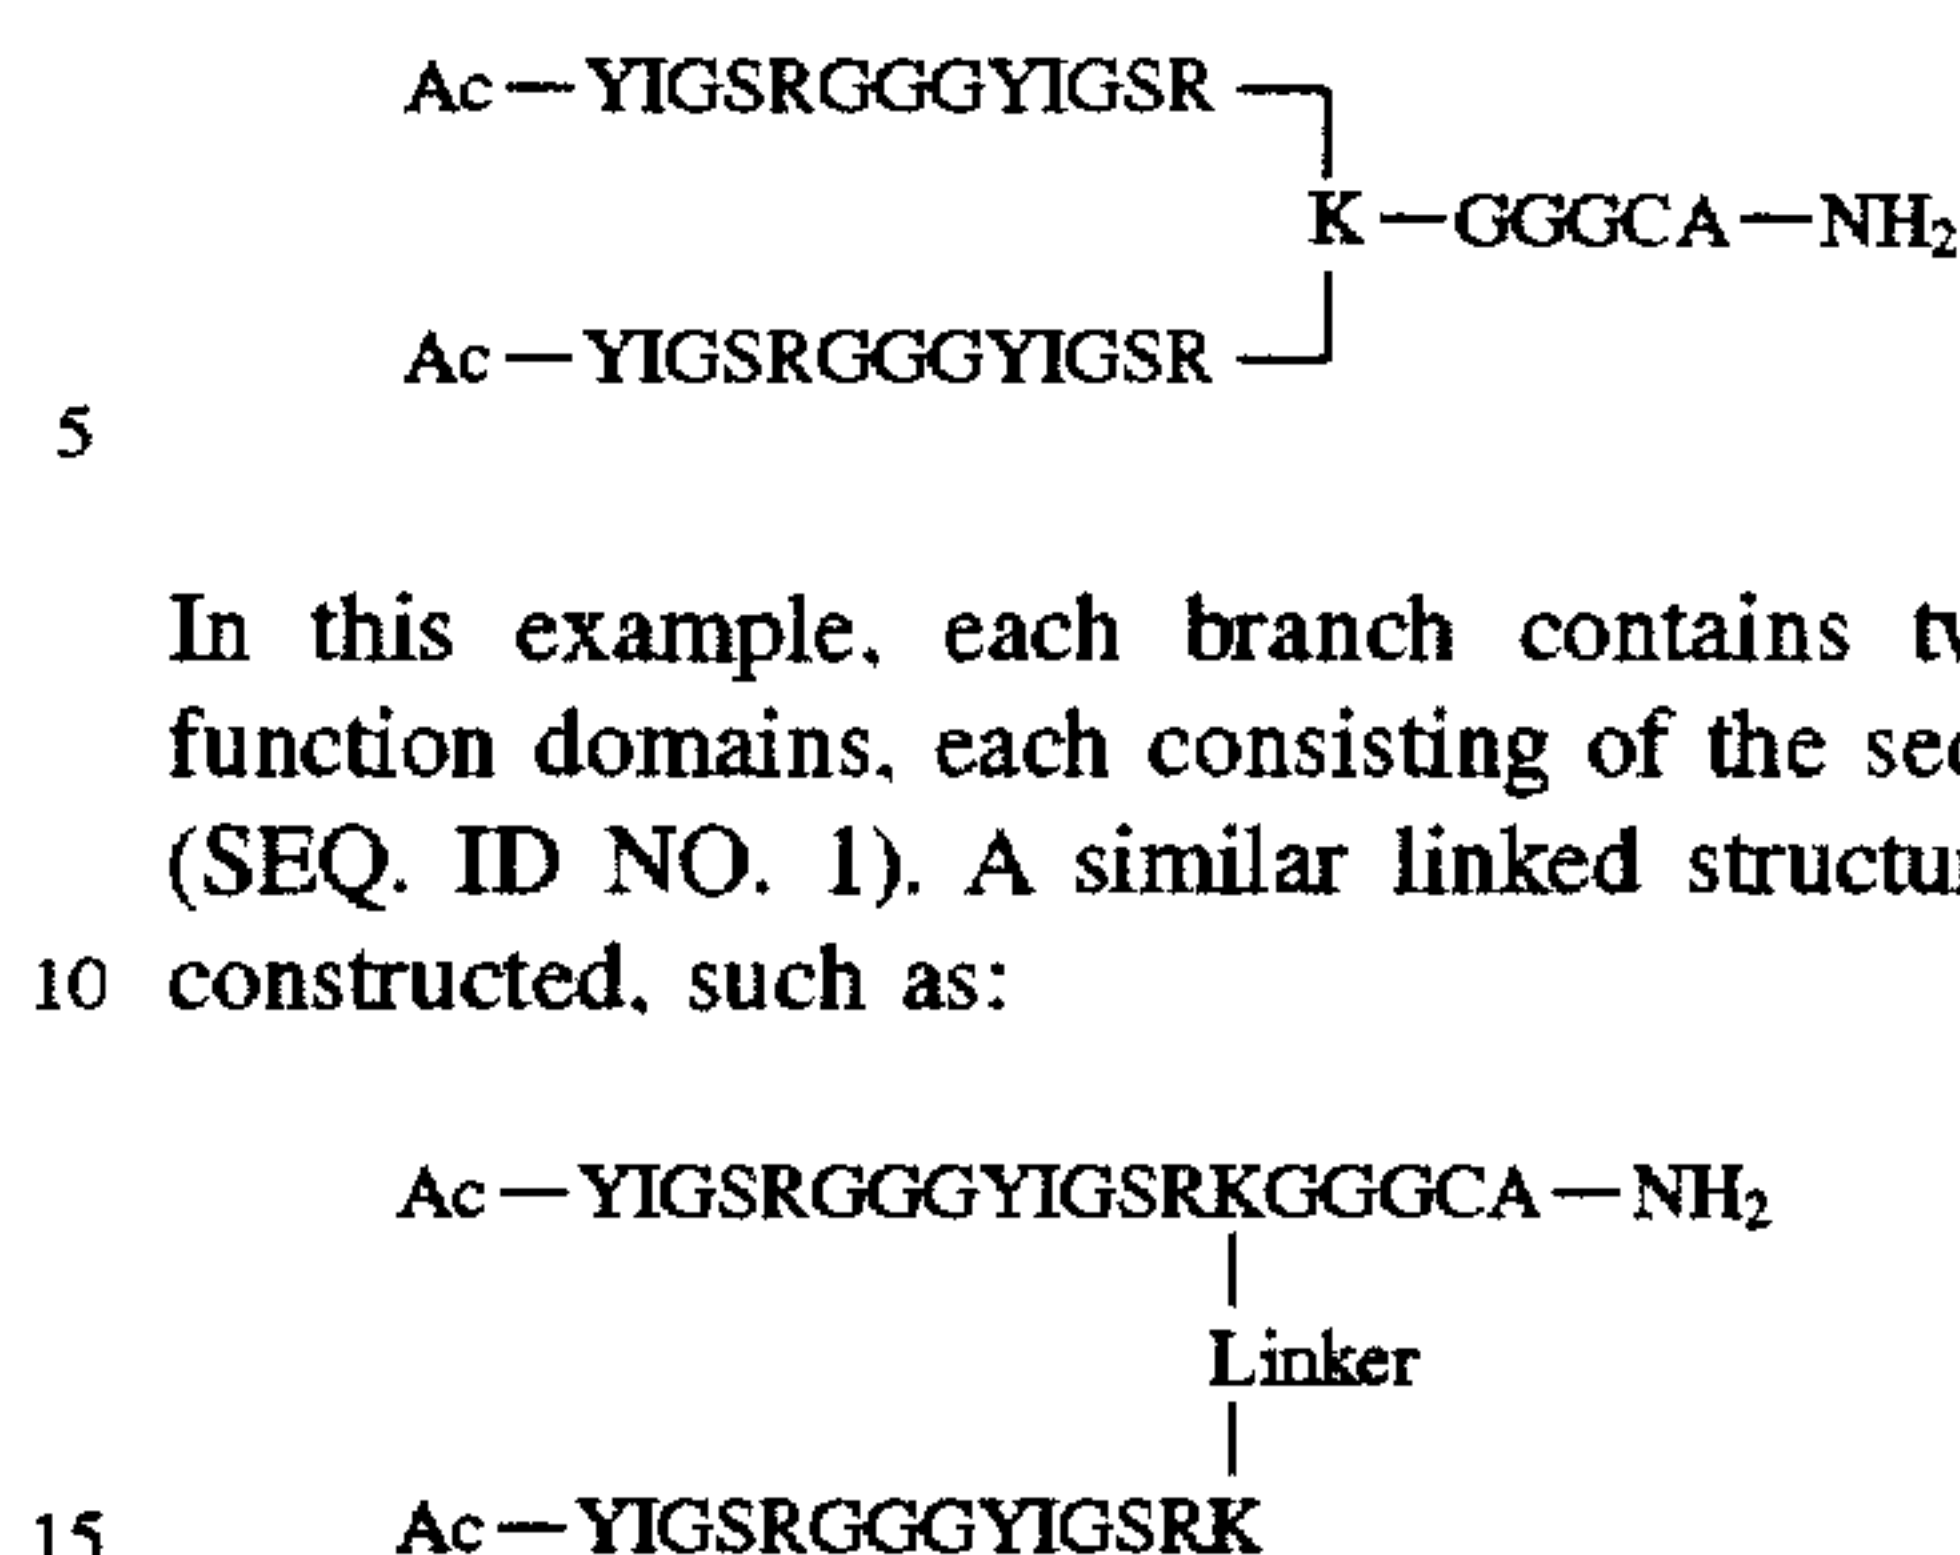 Ac — YIGSRGGGYIGSR
K — GGGCA — NH2
Ac — YIGSRGGGYIGSR
5
In this example, each branch contains
function domains, each consisting of the
(SEQ. ID NO. 1). A similar linked
10 constructed, such as:
Ac — YIGSRGGGYIGSRKGGGCA — NH2
Linker
15 Ac — YIGSRGGGYIGSRK